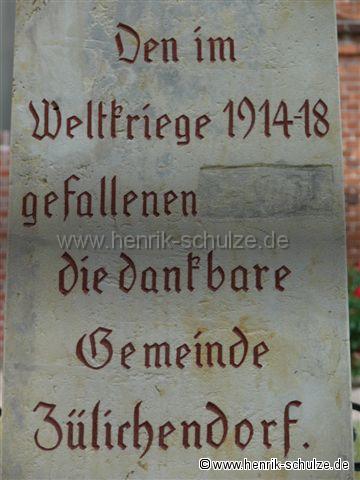 Den im
Weltkriege 1914-18
gefallenen
www.henrik-schulze.de
die dankbare
Gemeinde
Zülichendorf.
©www.henrik-schulze.de